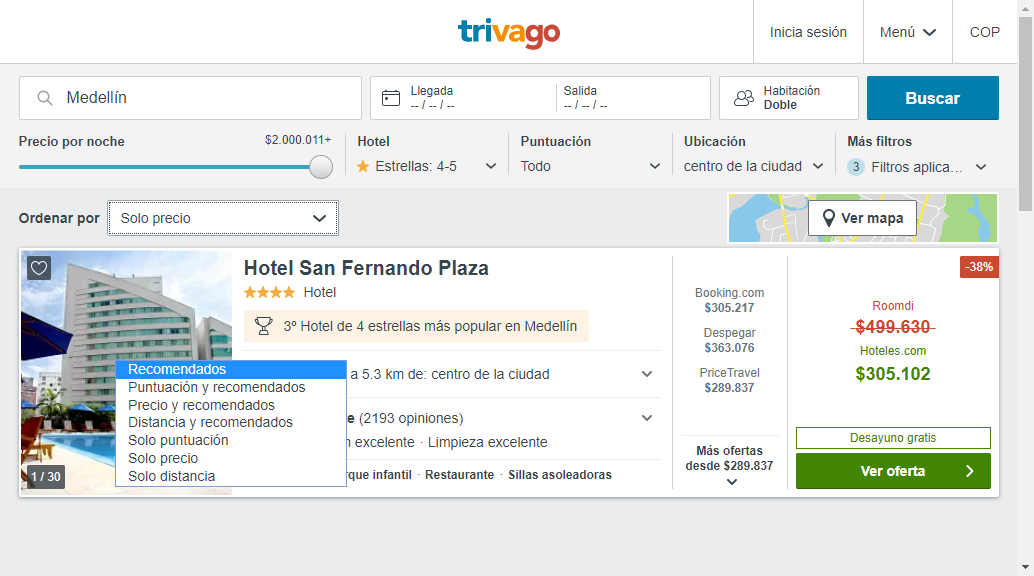 trivago
Inicia sesión
Menú
COP
Medellín
Llegada
-- / -- / --
Salida
-- / -- / --
Habitación
Doble
Buscar
Precio por noche
$2.000.011+
Hotel
Estrellas: 4-5
Puntuación
Todo
Ubicación
centro de la ciudad
Más filtros
3 Filtros aplica...
Ordenar por
Solo precio
Ver mapa
Hotel San Fernando Plaza
Hotel
3º Hotel de 4 estrellas más popular en Medellín
a 5.3 km de: centro de la ciudad
(2193 opiniones)
excelente · Limpieza excelente
infantil · Restaurante · Sillas asoleadoras
Recomendados
Puntuación y recomendados
Precio y recomendados
Distancia y recomendados
Solo puntuación
Solo precio
Solo distancia
1 / 30
Booking.com
$305.217
Despegar
$363.076
PriceTravel
$289.837
Más ofertas
desde $289.837
-38%
Roomdi
$499.630
Hoteles.com
$305.102
Desayuno gratis
Ver oferta